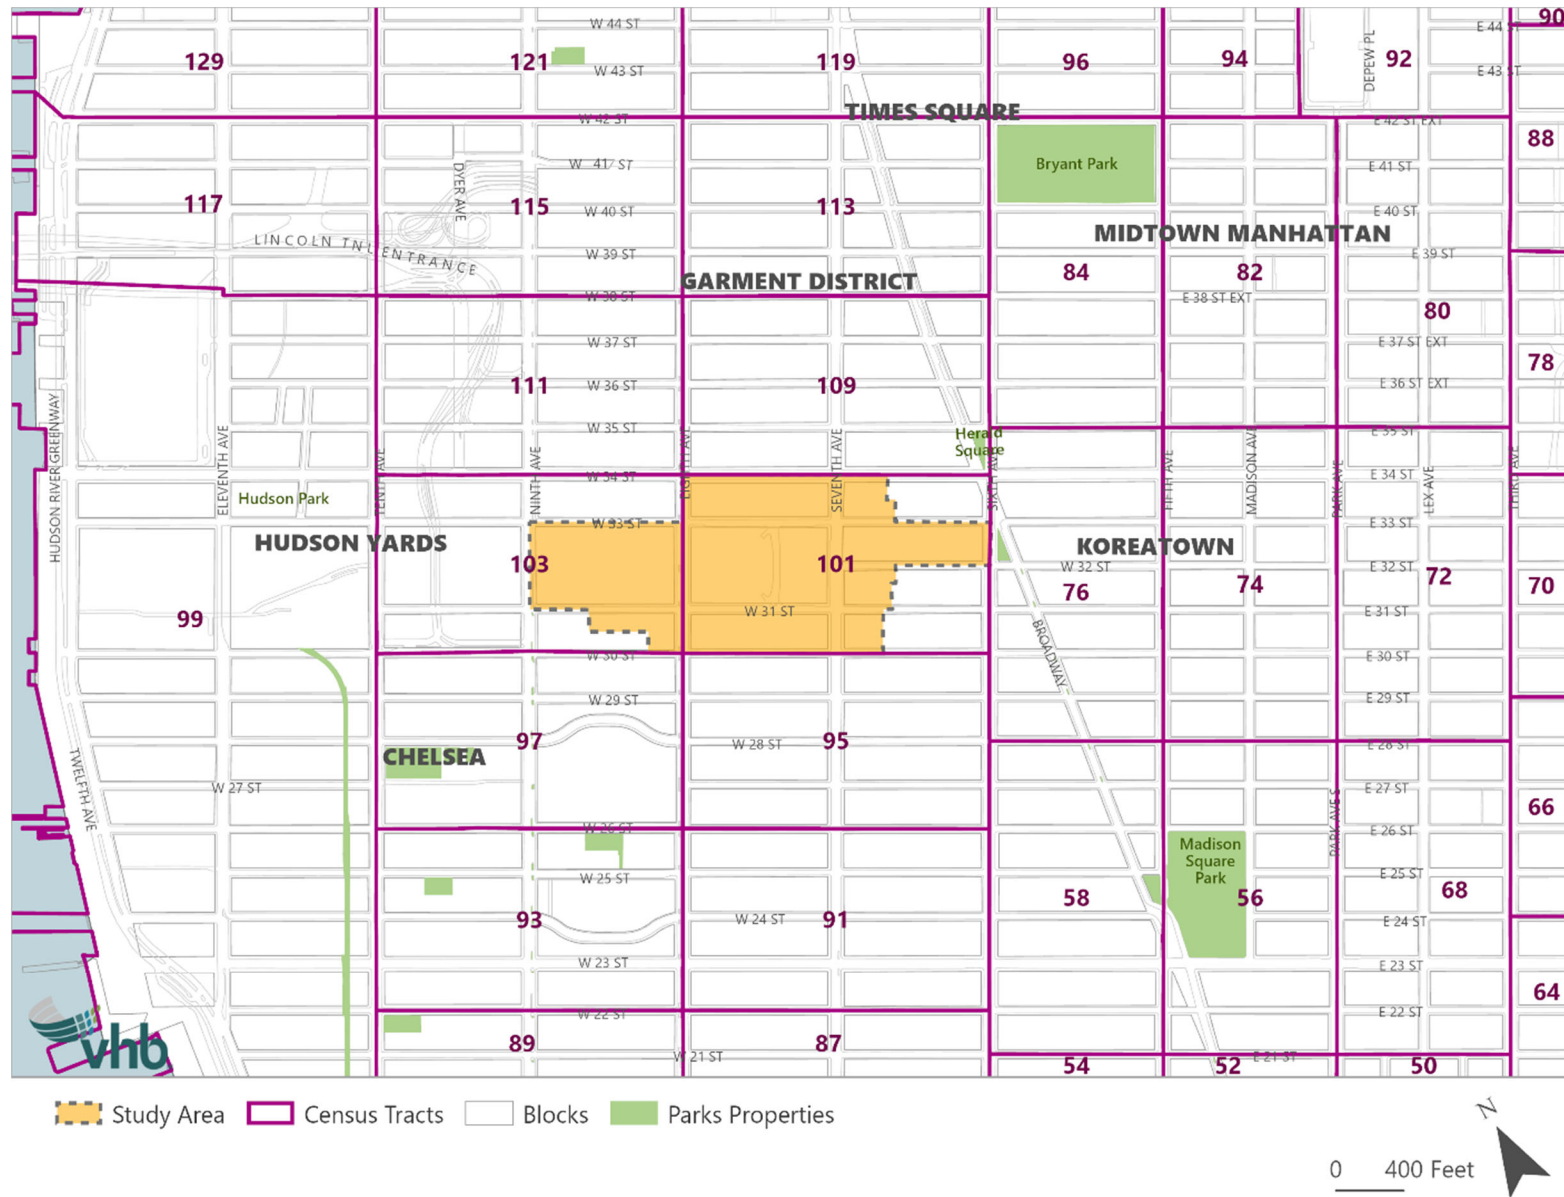 W 44 ST
E 44 ST
90
129
121
W 43 ST
119
96
94
DEPEW PL
92
E 43 ST
TIMES SQUARE
W 42 ST
E 42 ST EXT
88
W 41 ST
Bryant Park
E 41 ST
DYER AVE
117
115
W 40 ST
113
E 40 ST
MIDTOWN MANHATTAN
LINCOLN TNL ENTRANCE
W 39 ST
E 39 ST
GARMENT DISTRICT
84
82
W 38 ST
E 38 ST EXT
80
W 37 ST
E 37 ST EXT
78
111
W 36 ST
109
E 36 ST EXT
W 35 ST
Herald
Square
E 35 ST
HUDSON RIVER GREENWAY
ELEVENTH AVE
TENTH AVE
NINTH AVE
EIGHTH AVE
SEVENTH AVE
SIXTH AVE
FIFTH AVE
MADISON AVE
PARK AVE
LEX AVE
THIRD AVE
W 34 ST
E 34 ST
Hudson Park
W 33 ST
E 33 ST
HUDSON YARDS
KOREATOWN
103
101
W 32 ST
E 32 ST
76
74
72
70
99
W 31 ST
E 31 ST
BROADWAY
W 30 ST
E 30 ST
W 29 ST
E 29 ST
97
W 28 ST
95
E 28 ST
CHELSEA
TWELFTH AVE
W 27 ST
E 27 ST
PARK AVE S
66
W 26 ST
E 26 ST
Madison
Square
Park
W 25 ST
E 25 ST
58
56
68
93
W 24 ST
91
E 24 ST
W 23 ST
E 23 ST
64
W 22 ST
E 22 ST
vhb
89
87
W 21 ST
E 21 ST
54
52
50
Study Area
Census Tracts
Blocks
Parks Properties
N
0 400 Feet